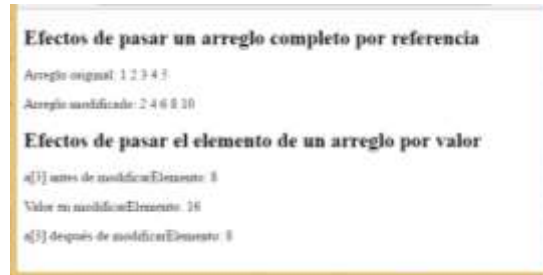 Efectos de pasar un arreglo completo por referencia
Arreglo original: 1 2 3 4 5
Arreglo modificado: 2 4 6 8 10
Efectos de pasar el elemento de un arreglo por valor
a[3] antes de modificarElemento: 8
Valor en modificarElemento: 16
a[3] después de modificarElemento: 8